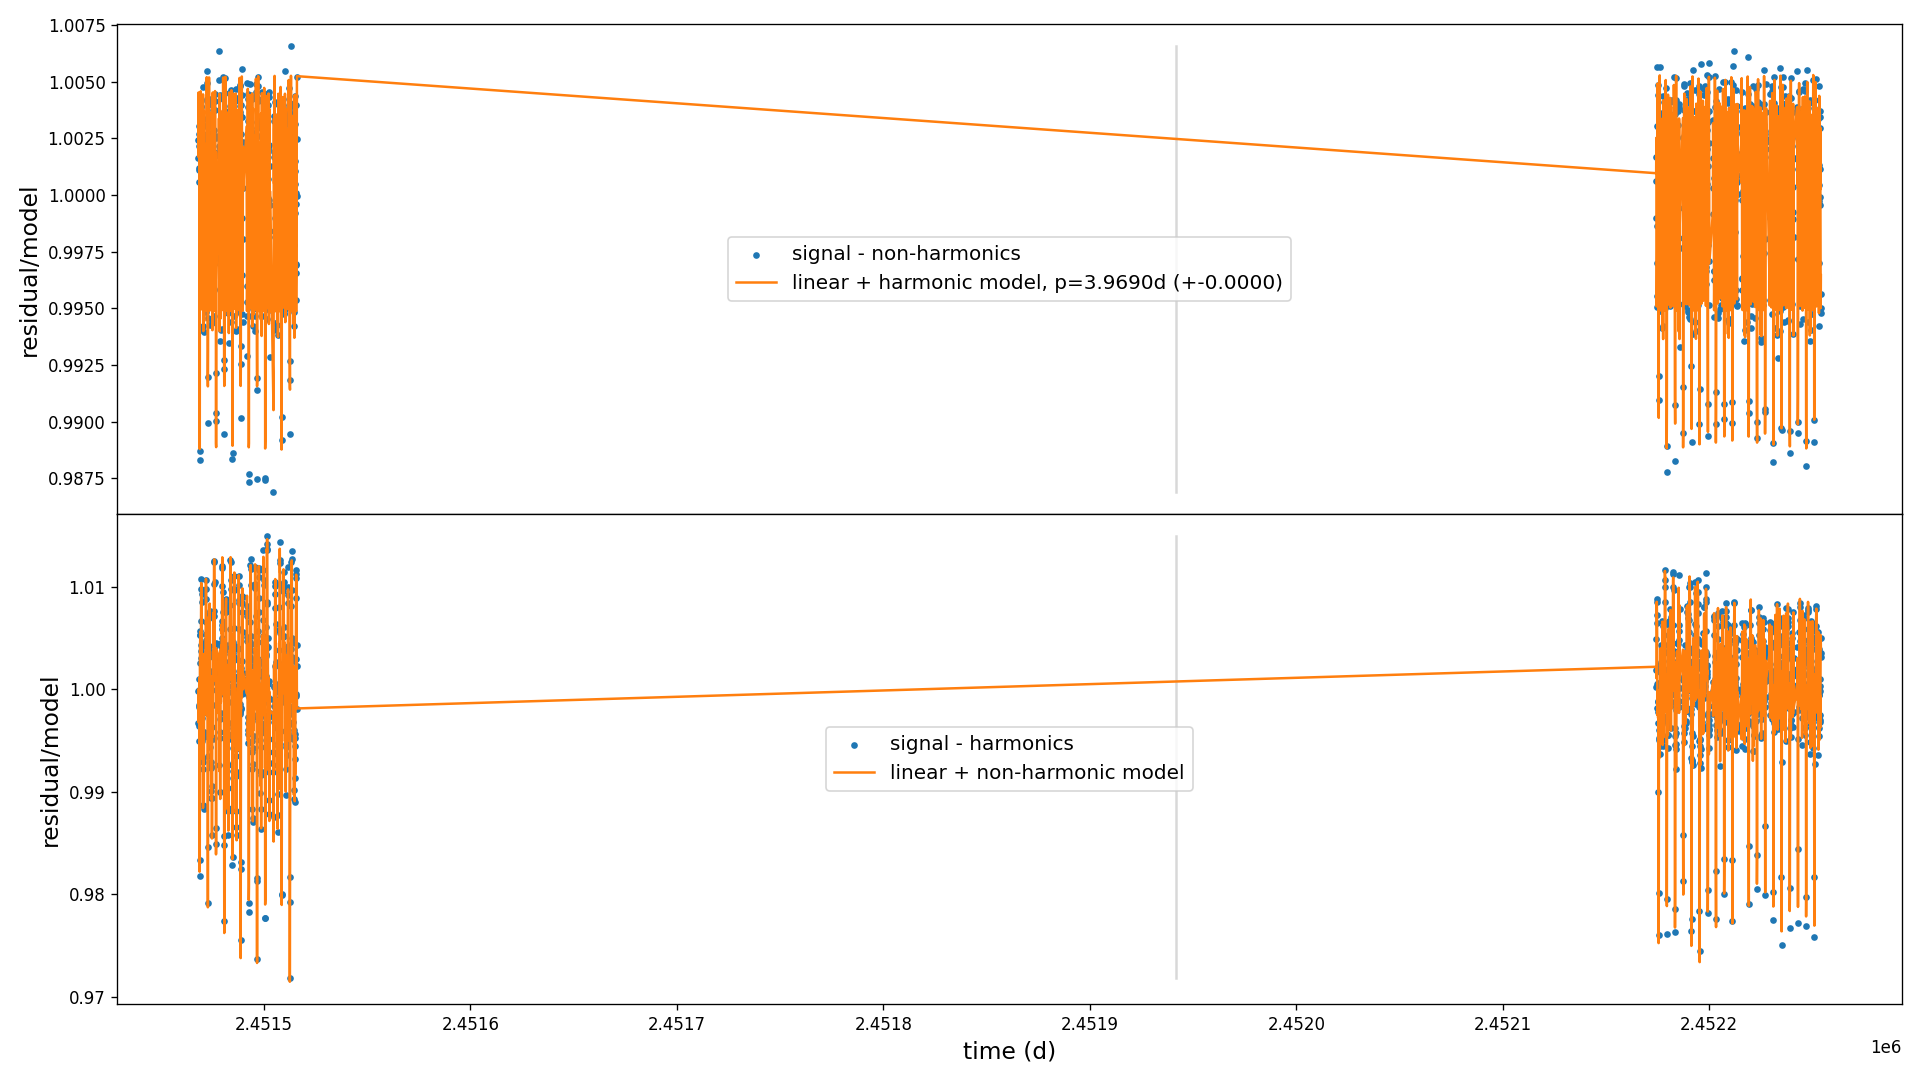 1.0075
1.0050
1.0025
1.0000
0.9975
0.9950
0.9925
0.9900
0.9875
residual/model
signal - non-harmonics
linear + harmonic model, p=3.9690d (+-0.0000)
1.01
1.00
0.99
0.98
0.97
residual/model
signal - harmonics
linear + non-harmonic model
2.4515 2.4516 2.4517 2.4518 2.4519 2.4520 2.4521 2.4522
1e6
time (d)